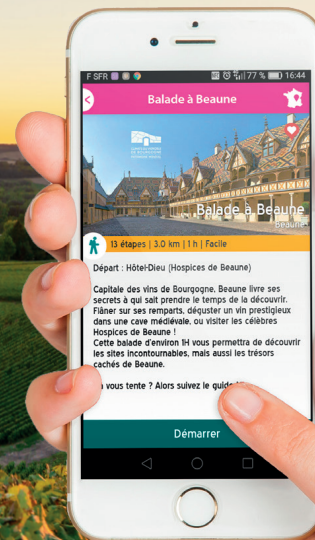 F SFR 77 % 16:44
Balade à Beaune
Balade à Beaune
Beaune
13 étapes | 3.0 km | 1 h | Facile
Départ : Hôtel-Dieu (Hospices de Beaune)
Capitale des vins de Bourgogne, Beaune livre ses
secrets à qui sait prendre le temps de la découvrir.
Flâner sur ses remparts, déguster un vin prestigieux
dans une cave médiévale, ou visiter les célèbres
Hospices de Beaune !
Cette balade d'environ 1H vous permettra de découvrir
les sites incontournables, mais aussi les trésors
cachés de Beaune.
vous tente ? Alors suivez le guide
Démarrer